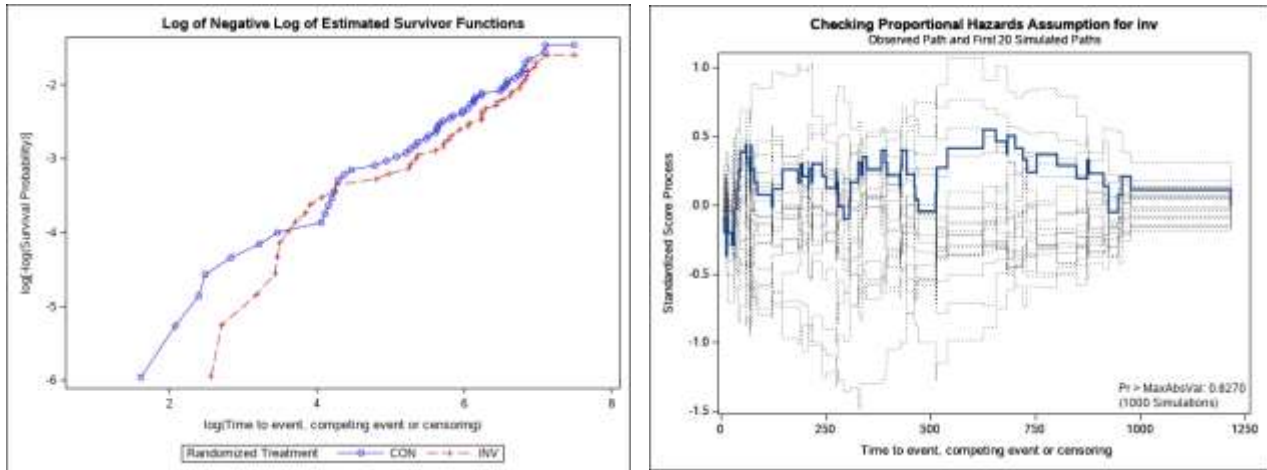 Log of Negative Log of Estimated Survivor Functions
log[-log(Survival Probability)]
-2
-3
-4
-5
-6
2 4 6 8
log(Time to event, competing event or censoring)
Randomized Treatment CON INV
Checking Proportional Hazards Assumption for inv
Observed Path and First 20 Simulated Paths
Standardized Score Process
1.0
0.5
0.0
-0.5
-1.0
-1.5
Pr > MaxAbsVal: 0.8270
(1000 Simulations)
0 250 500 750 1000 1250
Time to event, competing event or censoring